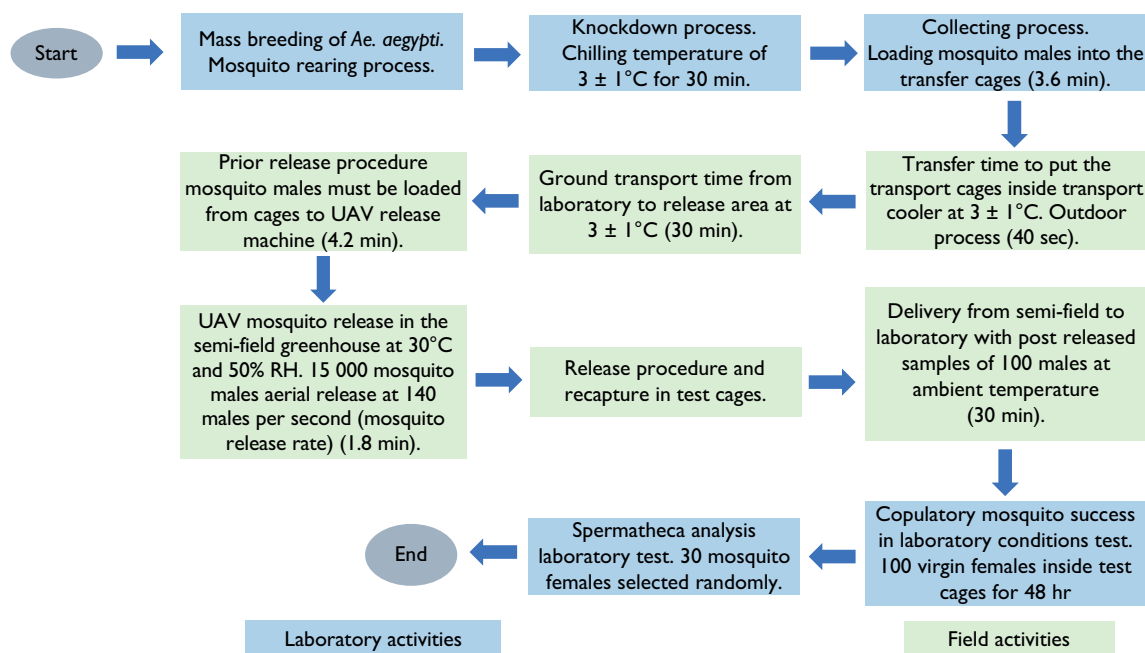 Start
Mass breeding of Ae. aegypti.
Mosquito rearing process.
Knockdown process.
Chilling temperature of
3 ± 1°C for 30 min.
Collecting process.
Loading mosquito males into the
transfer cages (3.6 min).
Transfer time to put the
transport cages inside transport
cooler at 3 ± 1°C. Outdoor
process (40 sec).
Ground transport time from
laboratory to release area at
3 ± 1°C (30 min).
Prior release procedure
mosquito males must be loaded
from cages to UAV release
machine (4.2 min).
UAV mosquito release in the
semi-field greenhouse at 30°C
and 50% RH. 15 000 mosquito
males aerial release at 140
males per second (mosquito
release rate) (1.8 min).
Release procedure and
recapture in test cages.
Delivery from semi-field to
laboratory with post released
samples of 100 males at
ambient temperature
(30 min).
Copulatory mosquito success
in laboratory conditions test.
100 virgin females inside test
cages for 48 hr
Spermatheca analysis
laboratory test. 30 mosquito
females selected randomly.
End
Laboratory activities
Field activities